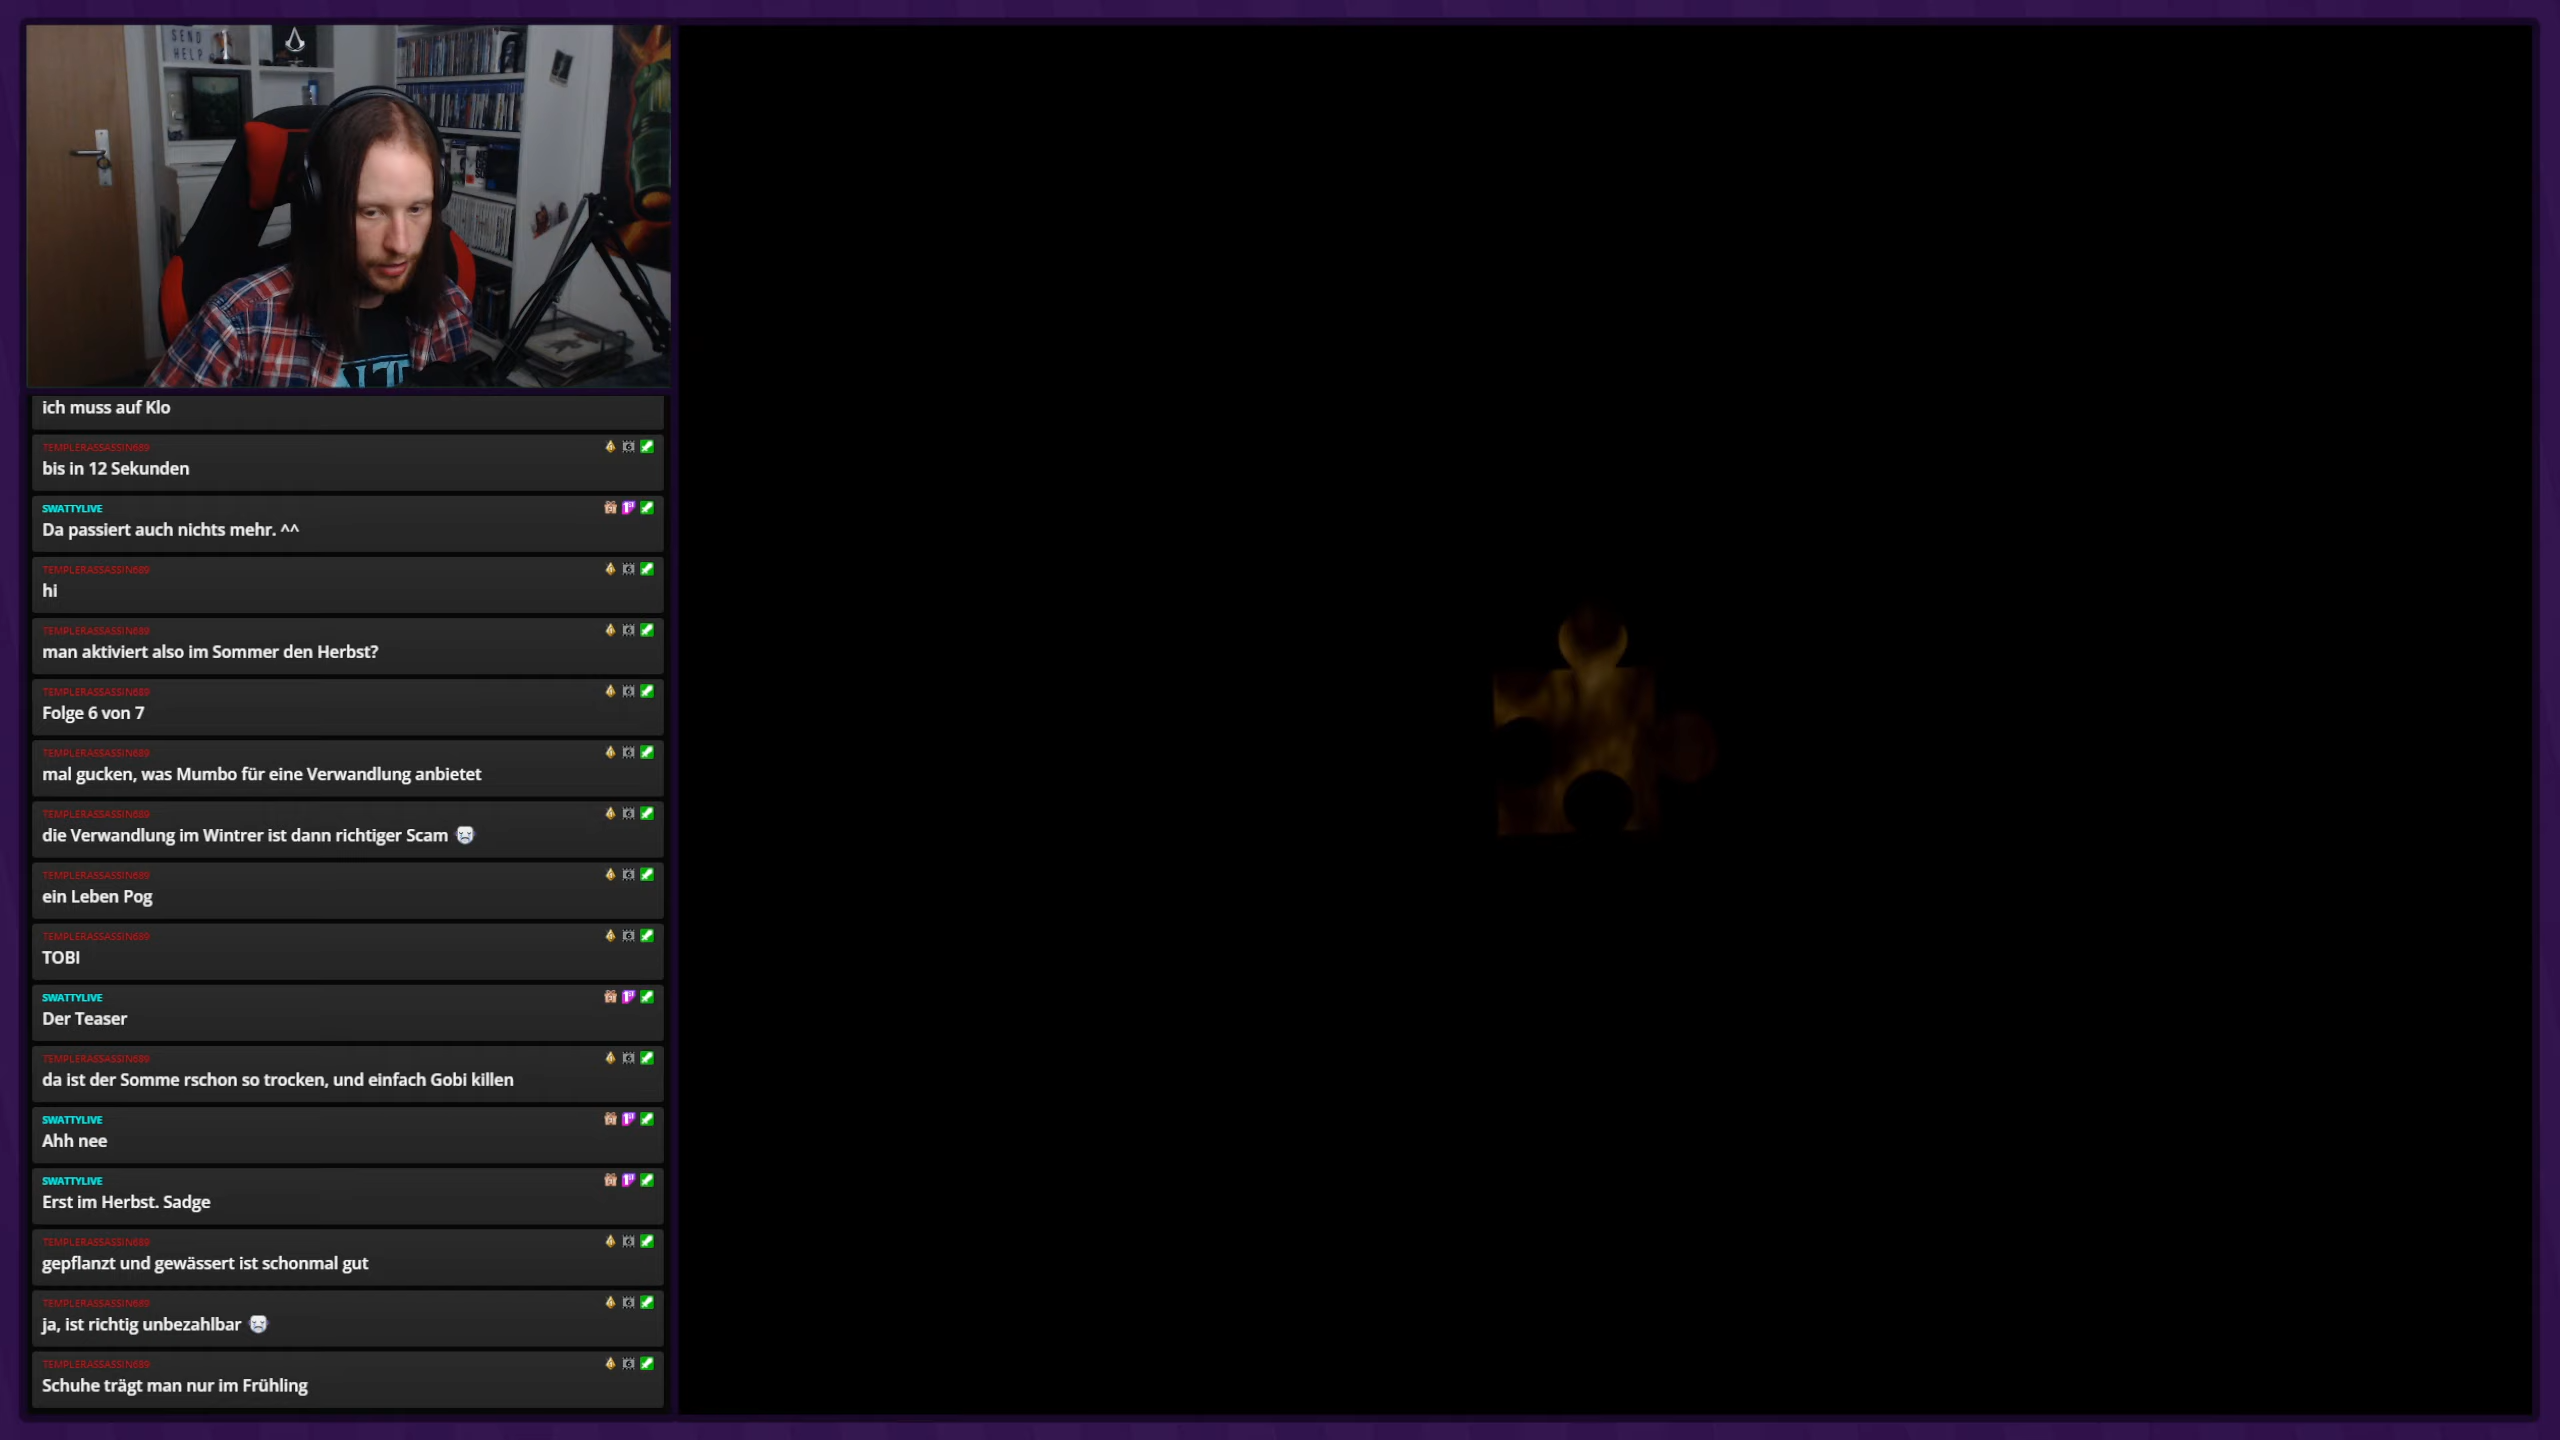 SEND
HELP
ich muss auf Klo
TEMPLERASSASSIN689
bis in 12 Sekunden
SWATTYLIVE
Da passiert auch nichts mehr. ^^
TEMPLERASSASSIN689
hi
TEMPLERASSASSIN689
man aktiviert also im Sommer den Herbst?
TEMPLERASSASSIN689
Folge 6 von 7
TEMPLERASSASSIN689
mal gucken, was Mumbo für eine Verwandlung anbietet
TEMPLERASSASSIN689
die Verwandlung im Wintrer ist dann richtiger Scam
TEMPLERASSASSIN689
ein Leben Pog
TEMPLERASSASSIN689
TOBI
SWATTYLIVE
Der Teaser
TEMPLERASSASSIN689
da ist der Somme rschon so trocken, und einfach Gobi killen
SWATTYLIVE
Ahh nee
SWATTYLIVE
Erst im Herbst. Sadge
TEMPLERASSASSIN689
gepflanzt und gewässert ist schonmal gut
TEMPLERASSASSIN689
ja, ist richtig unbezahlbar
TEMPLERASSASSIN689
Schuhe trägt man nur im Frühling